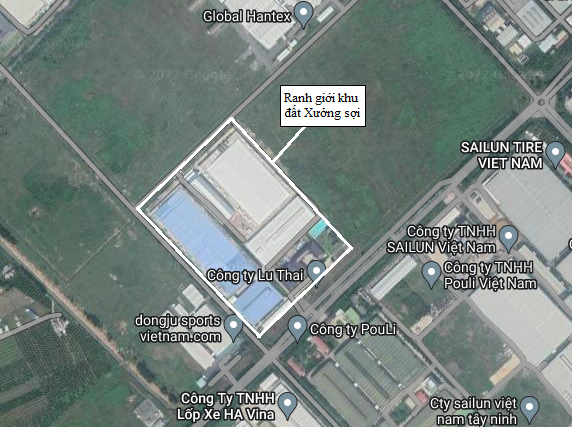 Global Hantex
© 2022 Google
Ranh giới khu
đất Xưởng sợi
SAILUN TIRE
VIET NAM
Công ty TNHH
SAILUN Việt Nam
Công ty TNHH
Pouli Việt Nam
Công ty Lu Thai
dongju sports
vietnam.com
Công ty PouLi
Công Ty TNHH
Lốp Xe HA Vina
Cty sailun việt
nam tây ninh